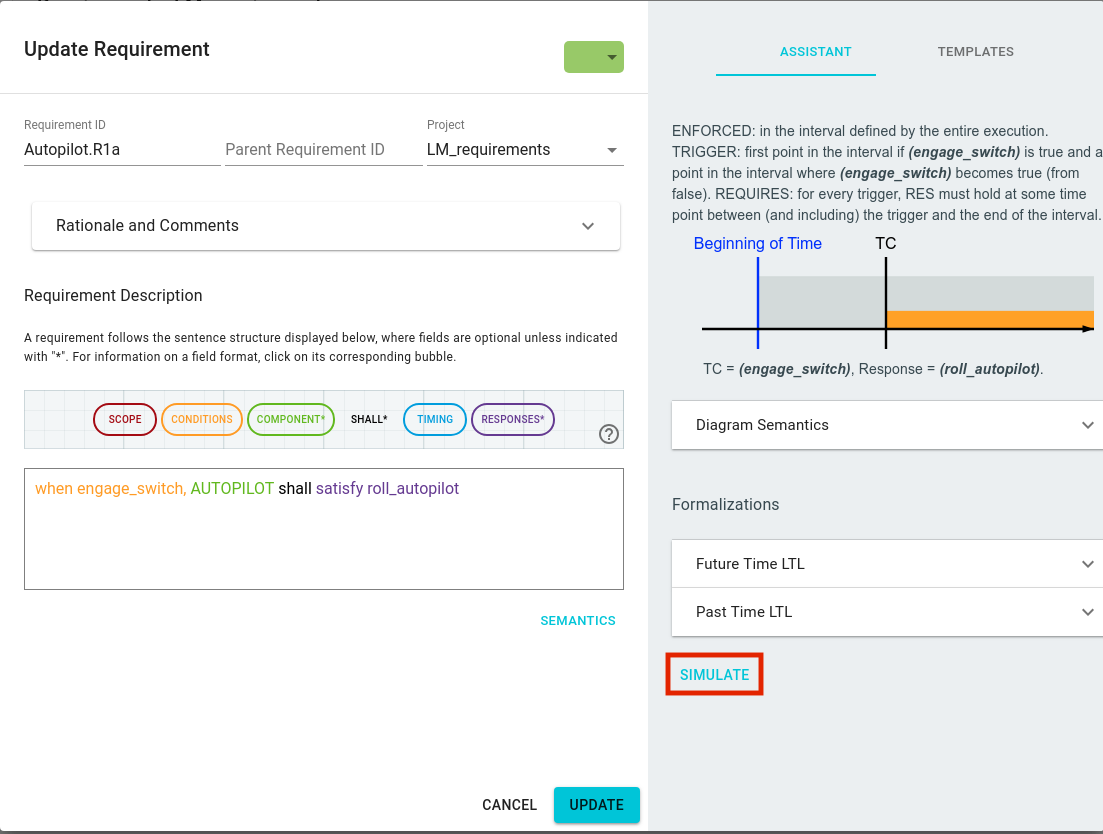 Update Requirement
Requirement ID
Autopilot.R1a
Parent Requirement ID
Project
LM_requirements
Rationale and Comments
Requirement Description
A requirement follows the sentence structure displayed below, where fields are optional unless indicated
with "*". For information on a field format, click on its corresponding bubble.
SCOPE CONDITIONS COMPONENT* SHALL* TIMING RESPONSES*
?
when engage_switch, AUTOPILOT shall satisfy roll_autopilot
SEMANTICS
CANCEL UPDATE
ASSISTANT TEMPLATES
ENFORCED: in the interval defined by the entire execution.
TRIGGER: first point in the interval if (engage_switch) is true and a
point in the interval where (engage_switch) becomes true (from
false). REQUIRES: for every trigger, RES must hold at some time
point between (and including) the trigger and the end of the interval.
Beginning of Time TC
TC = (engage_switch), Response = (roll_autopilot).
Diagram Semantics
Formalizations
Future Time LTL
Past Time LTL
SIMULATE